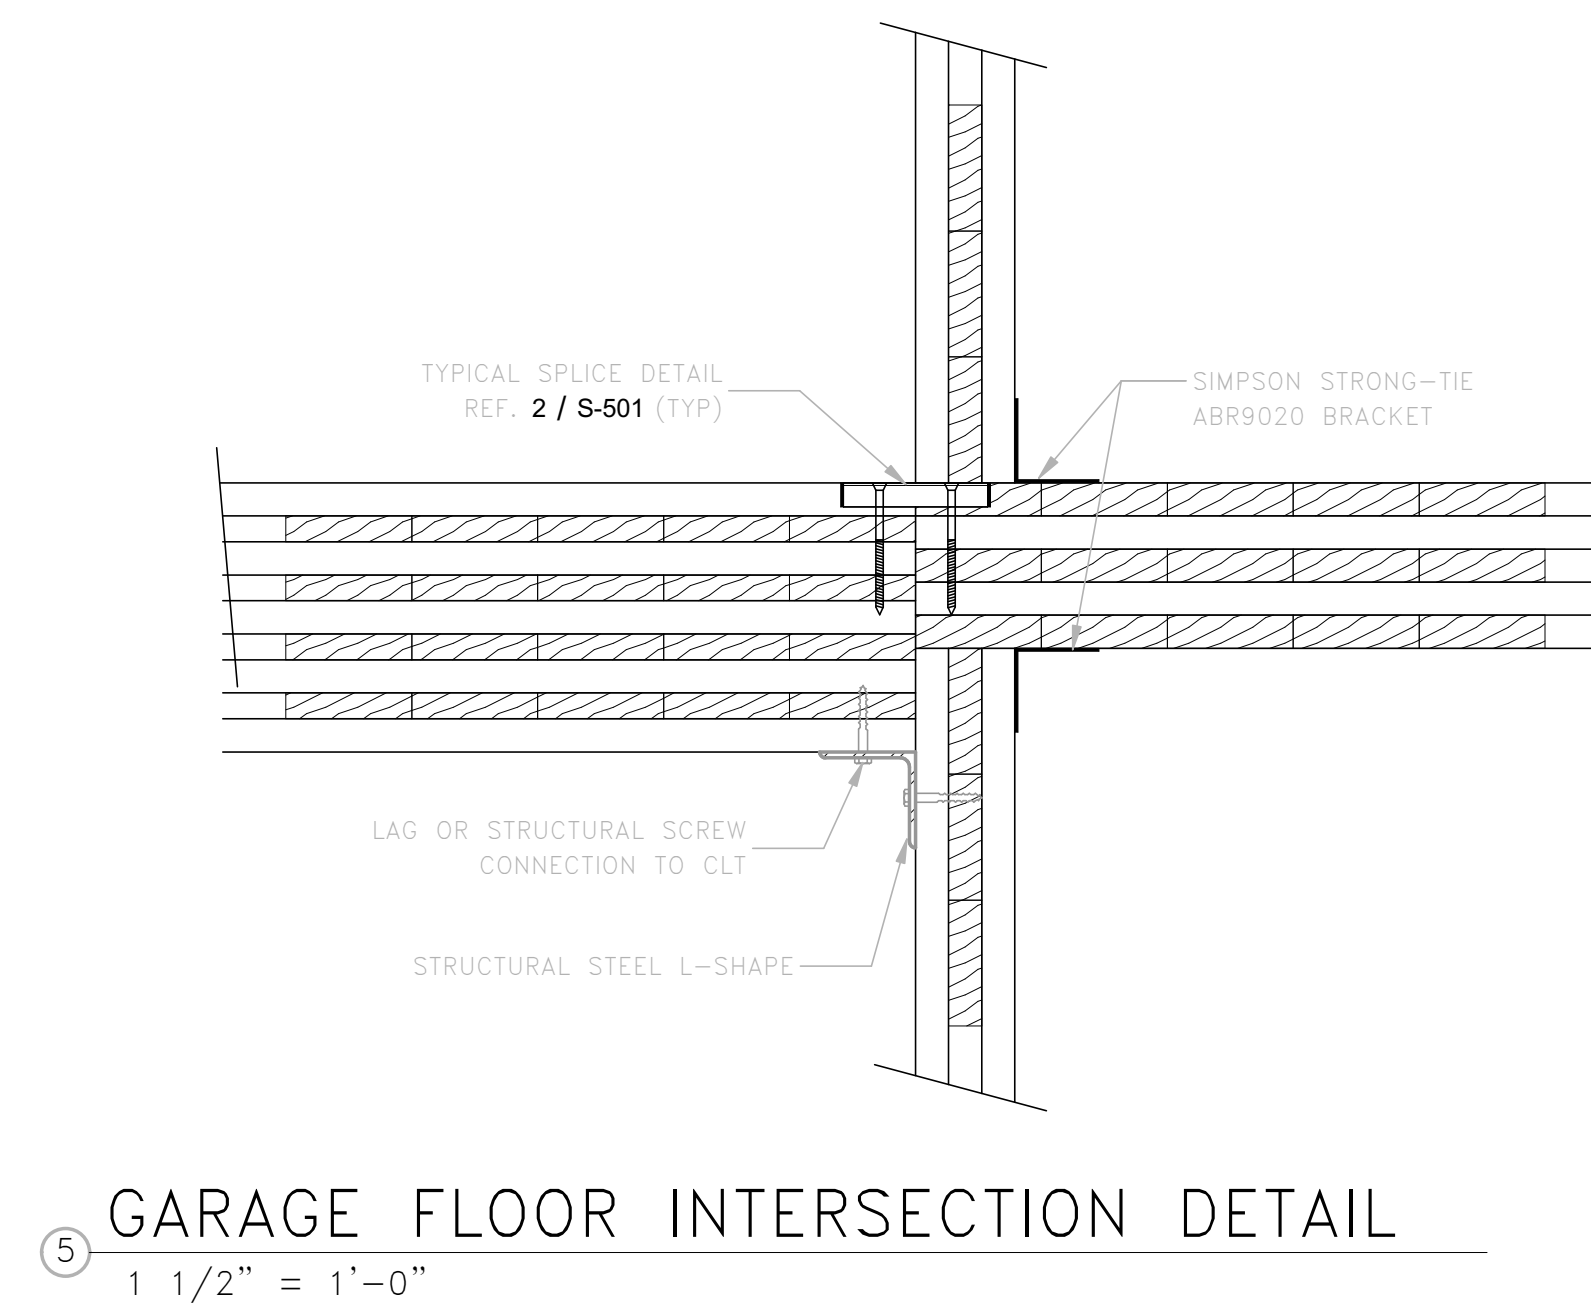 TYPICAL SPLICE DETAIL
REF. 2 / S-501 (TYP)
SIMPSON STRONG-TIE
ABR9020 BRACKET
LAG OR STRUCTURAL SCREW
CONNECTION TO CLT
STRUCTURAL STEEL L-SHAPE
5
GARAGE FLOOR INTERSECTION DETAIL
1 1/2" = 1'-0"